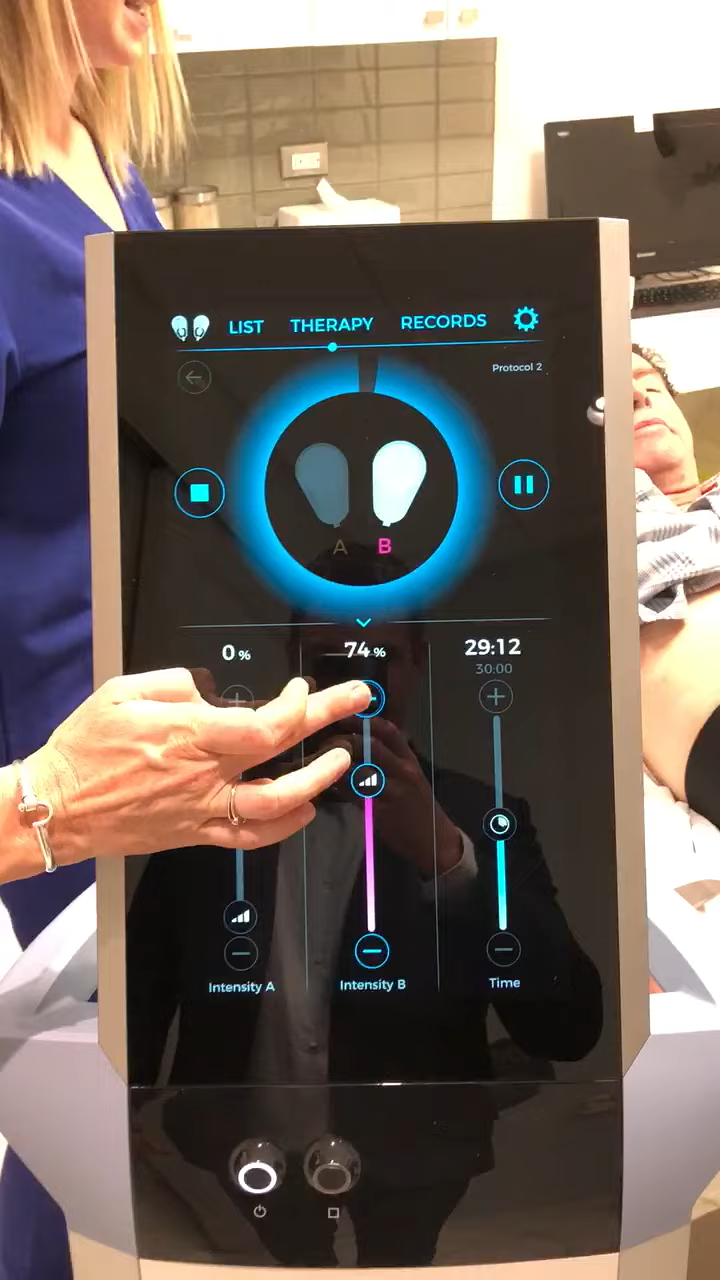 LIST THERAPY RECORDS
Protocol 2
A B
0 % 74 % 29:12
30:00
Intensity A Intensity B Time